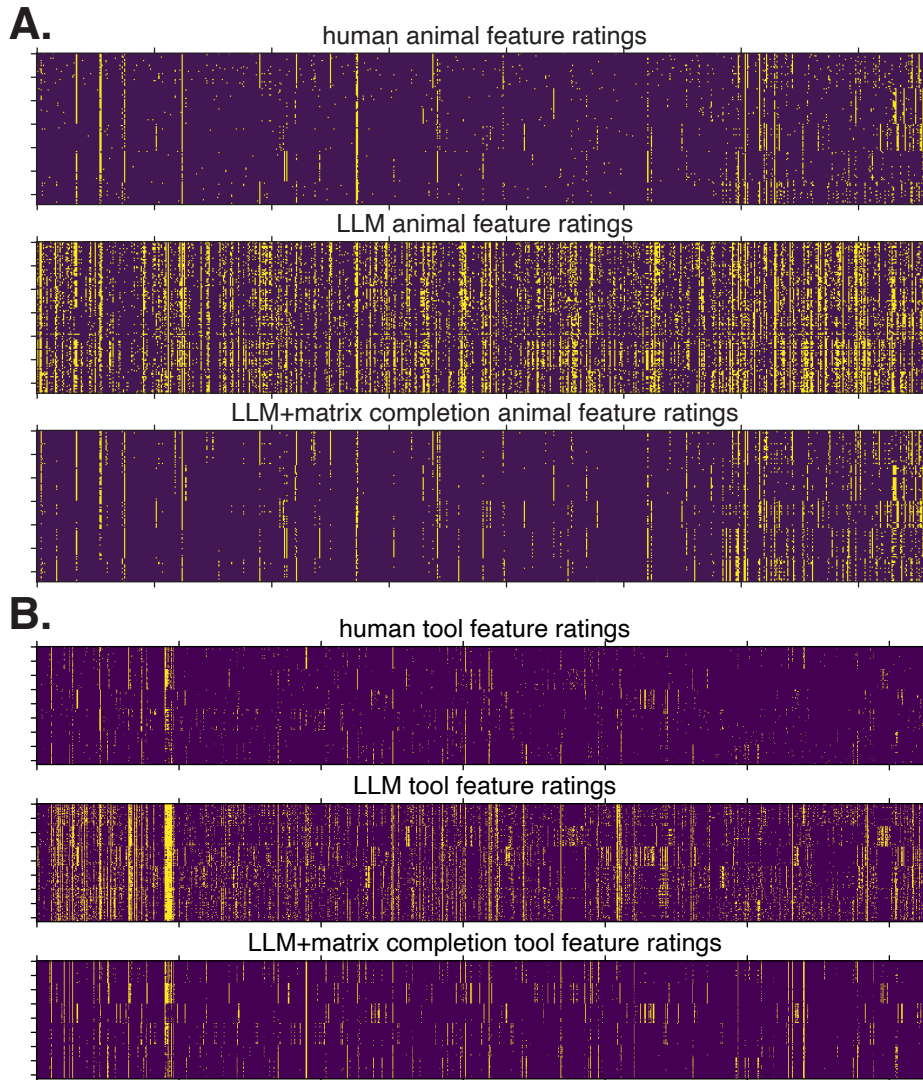 A.
human animal feature ratings
LLM animal feature ratings
LLM+matrix completion animal feature ratings
B.
human tool feature ratings
LLM tool feature ratings
LLM+matrix completion tool feature ratings